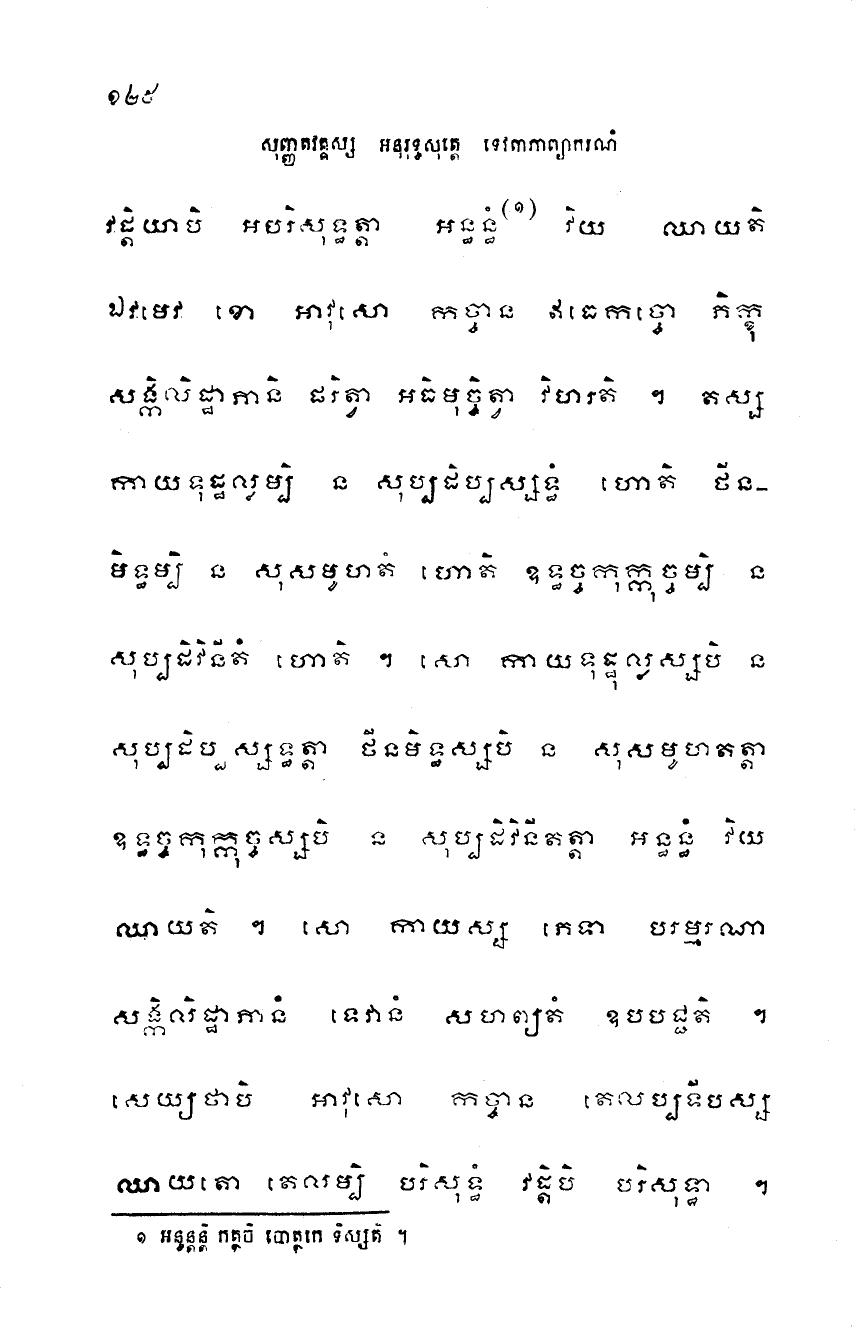 ១២៥
សុញ្ញតវគ្គស្ស អនុរុទ្ធសុត្តេ ទេវតាភាព្យាករណំ
វដ្តិយាបិ អបរិសុទ្ធត្តា អន្ធន្ធំ(១) វិយ ឈាយតិ
ឯវមេវ ខោ អាវុសោ កច្ចាន ឥធេកច្ចោ ភិក្ខុ
សង្កិលិដ្ឋាភានិ ផរិត្វា អធិមុច្ចិត្វា វិហរតិ ។ តស្ស
កាយទុដ្ឋុល្លម្បិ ន សុប្បដិប្បស្សទ្ធំ ហោតិ ថីន-
មិទ្ធម្បិ ន សុសមូហតំ ហោតិ ឧទ្ធច្ចកុក្កុច្ចម្បិ ន
សុប្បដិវិនីតំ ហោតិ ។ សោ កាយទុដ្ឋុល្លស្សបិ ន
សុប្បដិប្បស្សទ្ធត្តា ថីនមិទ្ធស្សបិ ន សុសមូហតត្តា
ឧទ្ធច្ចកុក្កុច្ចស្សបិ ន សុប្បដិវិនីតត្តា អន្ធន្ធំ វិយ
ឈាយតិ ។ សោ កាយស្ស ភេទា បរម្មរណា
សង្កិលិដ្ឋាភានំ ទេវានំ សហព្យតំ ឧបបជ្ជតិ ។
សេយ្យថាបិ អាវុសោ កច្ចាន តេលប្បទីបស្ស
ឈាយតោ តេលម្បិ បរិសុទ្ធំ វដ្តិបិ បរិសុទ្ធា ។
១ អន្ធន្ធន្តិ កត្ថចិ បោត្ថកេ ទិស្សតិ ។